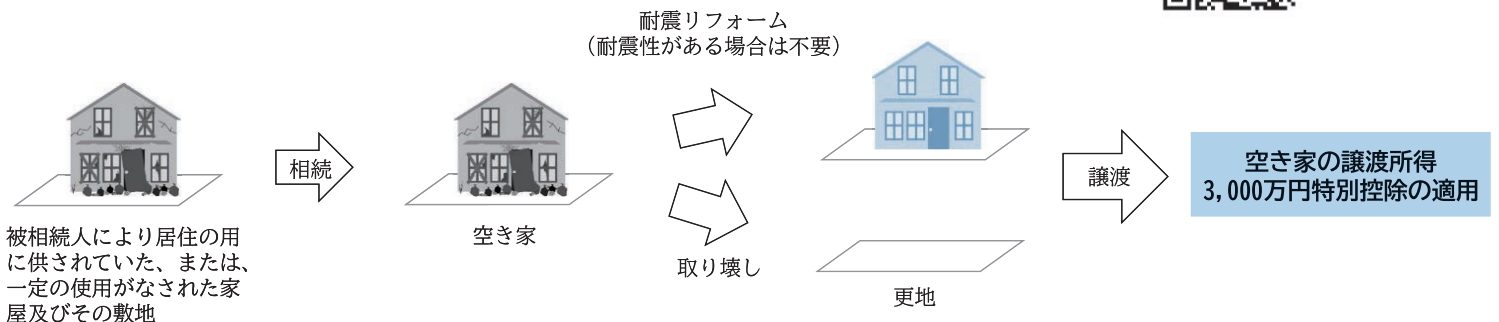 被相続人により居住の用
に供されていた、または、
一定の使用がなされた家
屋及びその敷地
相続
空き家
耐震リフォーム
（耐震性がある場合は不要）
取り壊し
更地
譲渡
空き家の譲渡所得
3,000万円特別控除の適用